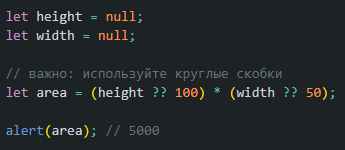 let height = null;
let width = null;
// важно: используйте круглые скобки
let area = (height ?? 100) * (width ?? 50);
alert(area); // 5000